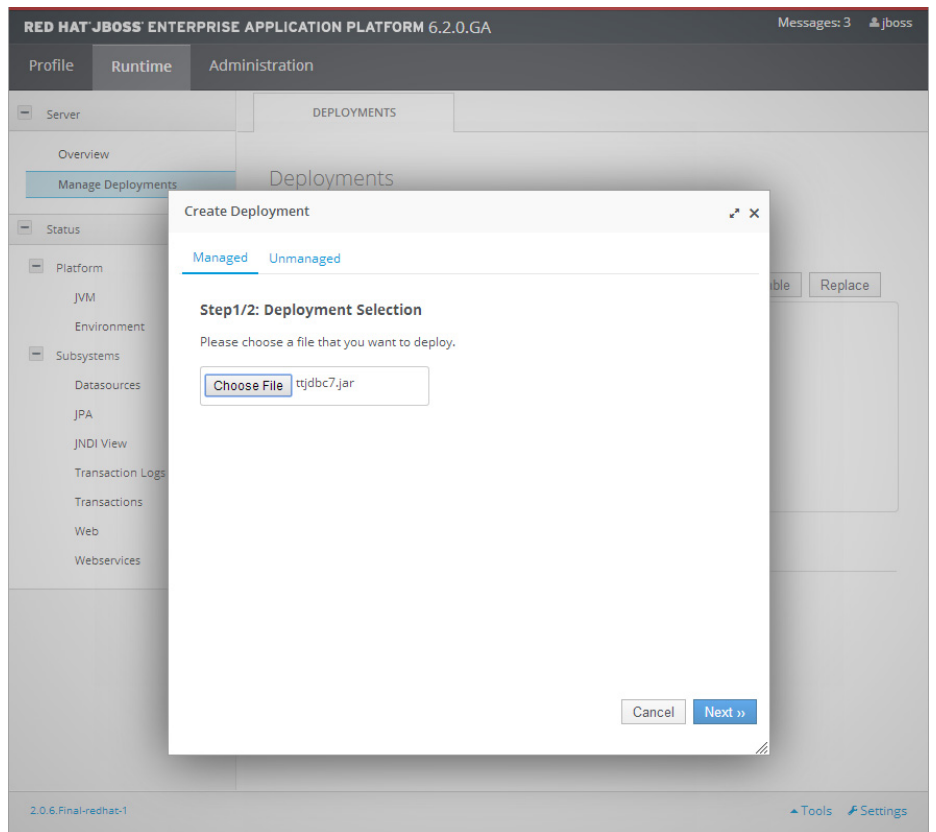 RED HAT JBOSS ENTERPRISE APPLICATION PLATFORM 6.2.0.GA
Messages: 3 jboss
Profile Runtime Administration
Server
DEPLOYMENTS
Overview
Manage Deployments
Deployments
Create Deployment
Status
Managed Unmanaged
Platform
JVM
Replace
Step1/2: Deployment Selection
Environment
Please choose a file that you want to deploy.
Subsystems
Datasources
Choose File ttjdbc7.jar
JPA
JNDI View
Transaction Logs
Transactions
Web
Webservices
Cancel Next ››
2.0.6.Final-redhat-1
Tools Settings